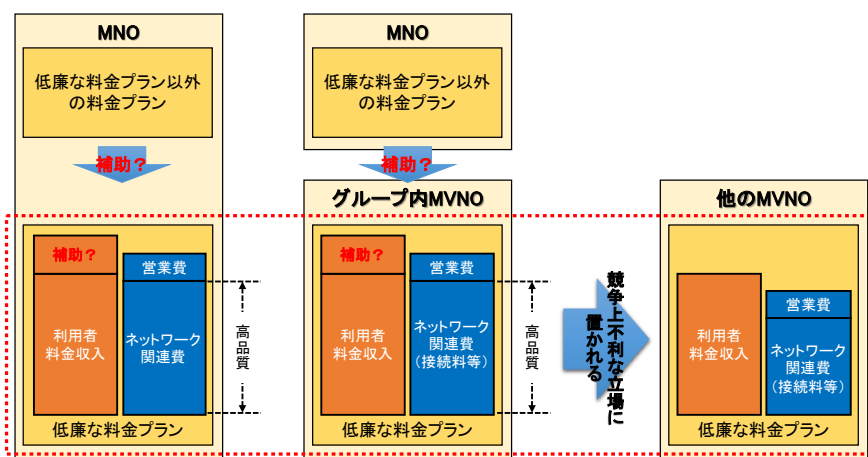 MNO
低廉な料金プラン以外
の料金プラン
補助？
補助？
営業費
利用者
料金収入
ネットワーク
関連費
高品質
低廉な料金プラン
MNO
低廉な料金プラン以外
の料金プラン
補助？
グループ内MVNO
補助？
営業費
利用者
料金収入
ネットワーク
関連費
(接続料等)
高品質
低廉な料金プラン
競争上不利な立場に
置かれる
他のMVNO
営業費
利用者
料金収入
ネットワーク
関連費
(接続料等)
低廉な料金プラン